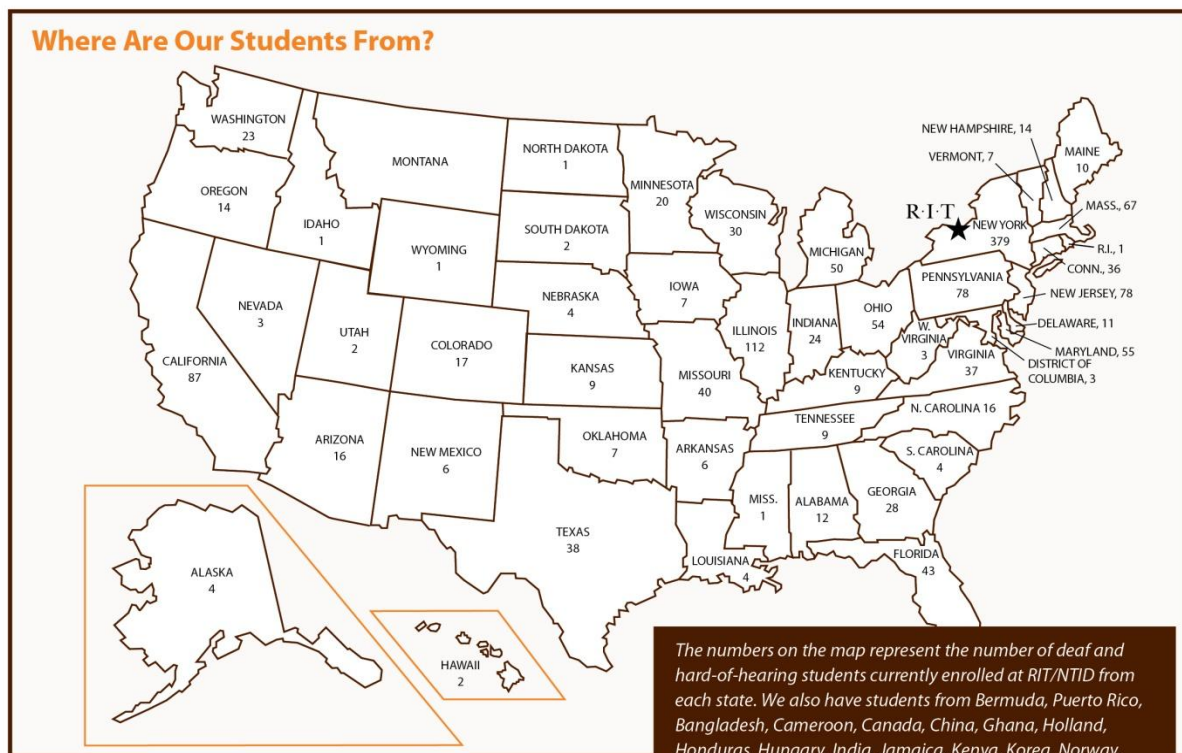 Where Are Our Students From?
WASHINGTON
23
OREGON
14
IDAHO
1
MONTANA
WYOMING
1
NORTH DAKOTA
1
SOUTH DAKOTA
2
NEBRASKA
4
KANSAS
9
NEVADA
3
UTAH
2
COLORADO
17
CALIFORNIA
87
ARIZONA
16
NEW MEXICO
6
OKLAHOMA
7
TEXAS
38
MINNESOTA
20
IOWA
7
MISSOURI
40
ARKANSAS
6
LOUISIANA
4
WISCONSIN
30
ILLINOIS
112
MICHIGAN
50
INDIANA
24
OHIO
54
KENTUCKY
9
TENNESSEE
9
MISS.
1
ALABAMA
12
GEORGIA
28
FLORIDA
43
S. CAROLINA
4
N. CAROLINA 16
VIRGINIA
37
W.
VIRGINIA
3
PENNSYLVANIA
78
R·I·T
NEW YORK
379
NEW HAMPSHIRE, 14
VERMONT, 7
MAINE
10
MASS., 67
R.I., 1
CONN., 36
NEW JERSEY, 78
DELAWARE, 11
MARYLAND, 55
DISTRICT OF
COLUMBIA, 3
ALASKA
4
HAWAII
2
The numbers on the map represent the number of deaf and
hard-of-hearing students currently enrolled at RIT/NTID from
each state. We also have students from Bermuda, Puerto Rico,
Bangladesh, Cameroon, Canada, China, Ghana, Holland,
Honduras, Hungary, India, Jamaica, Kenya, Korea, Norway,